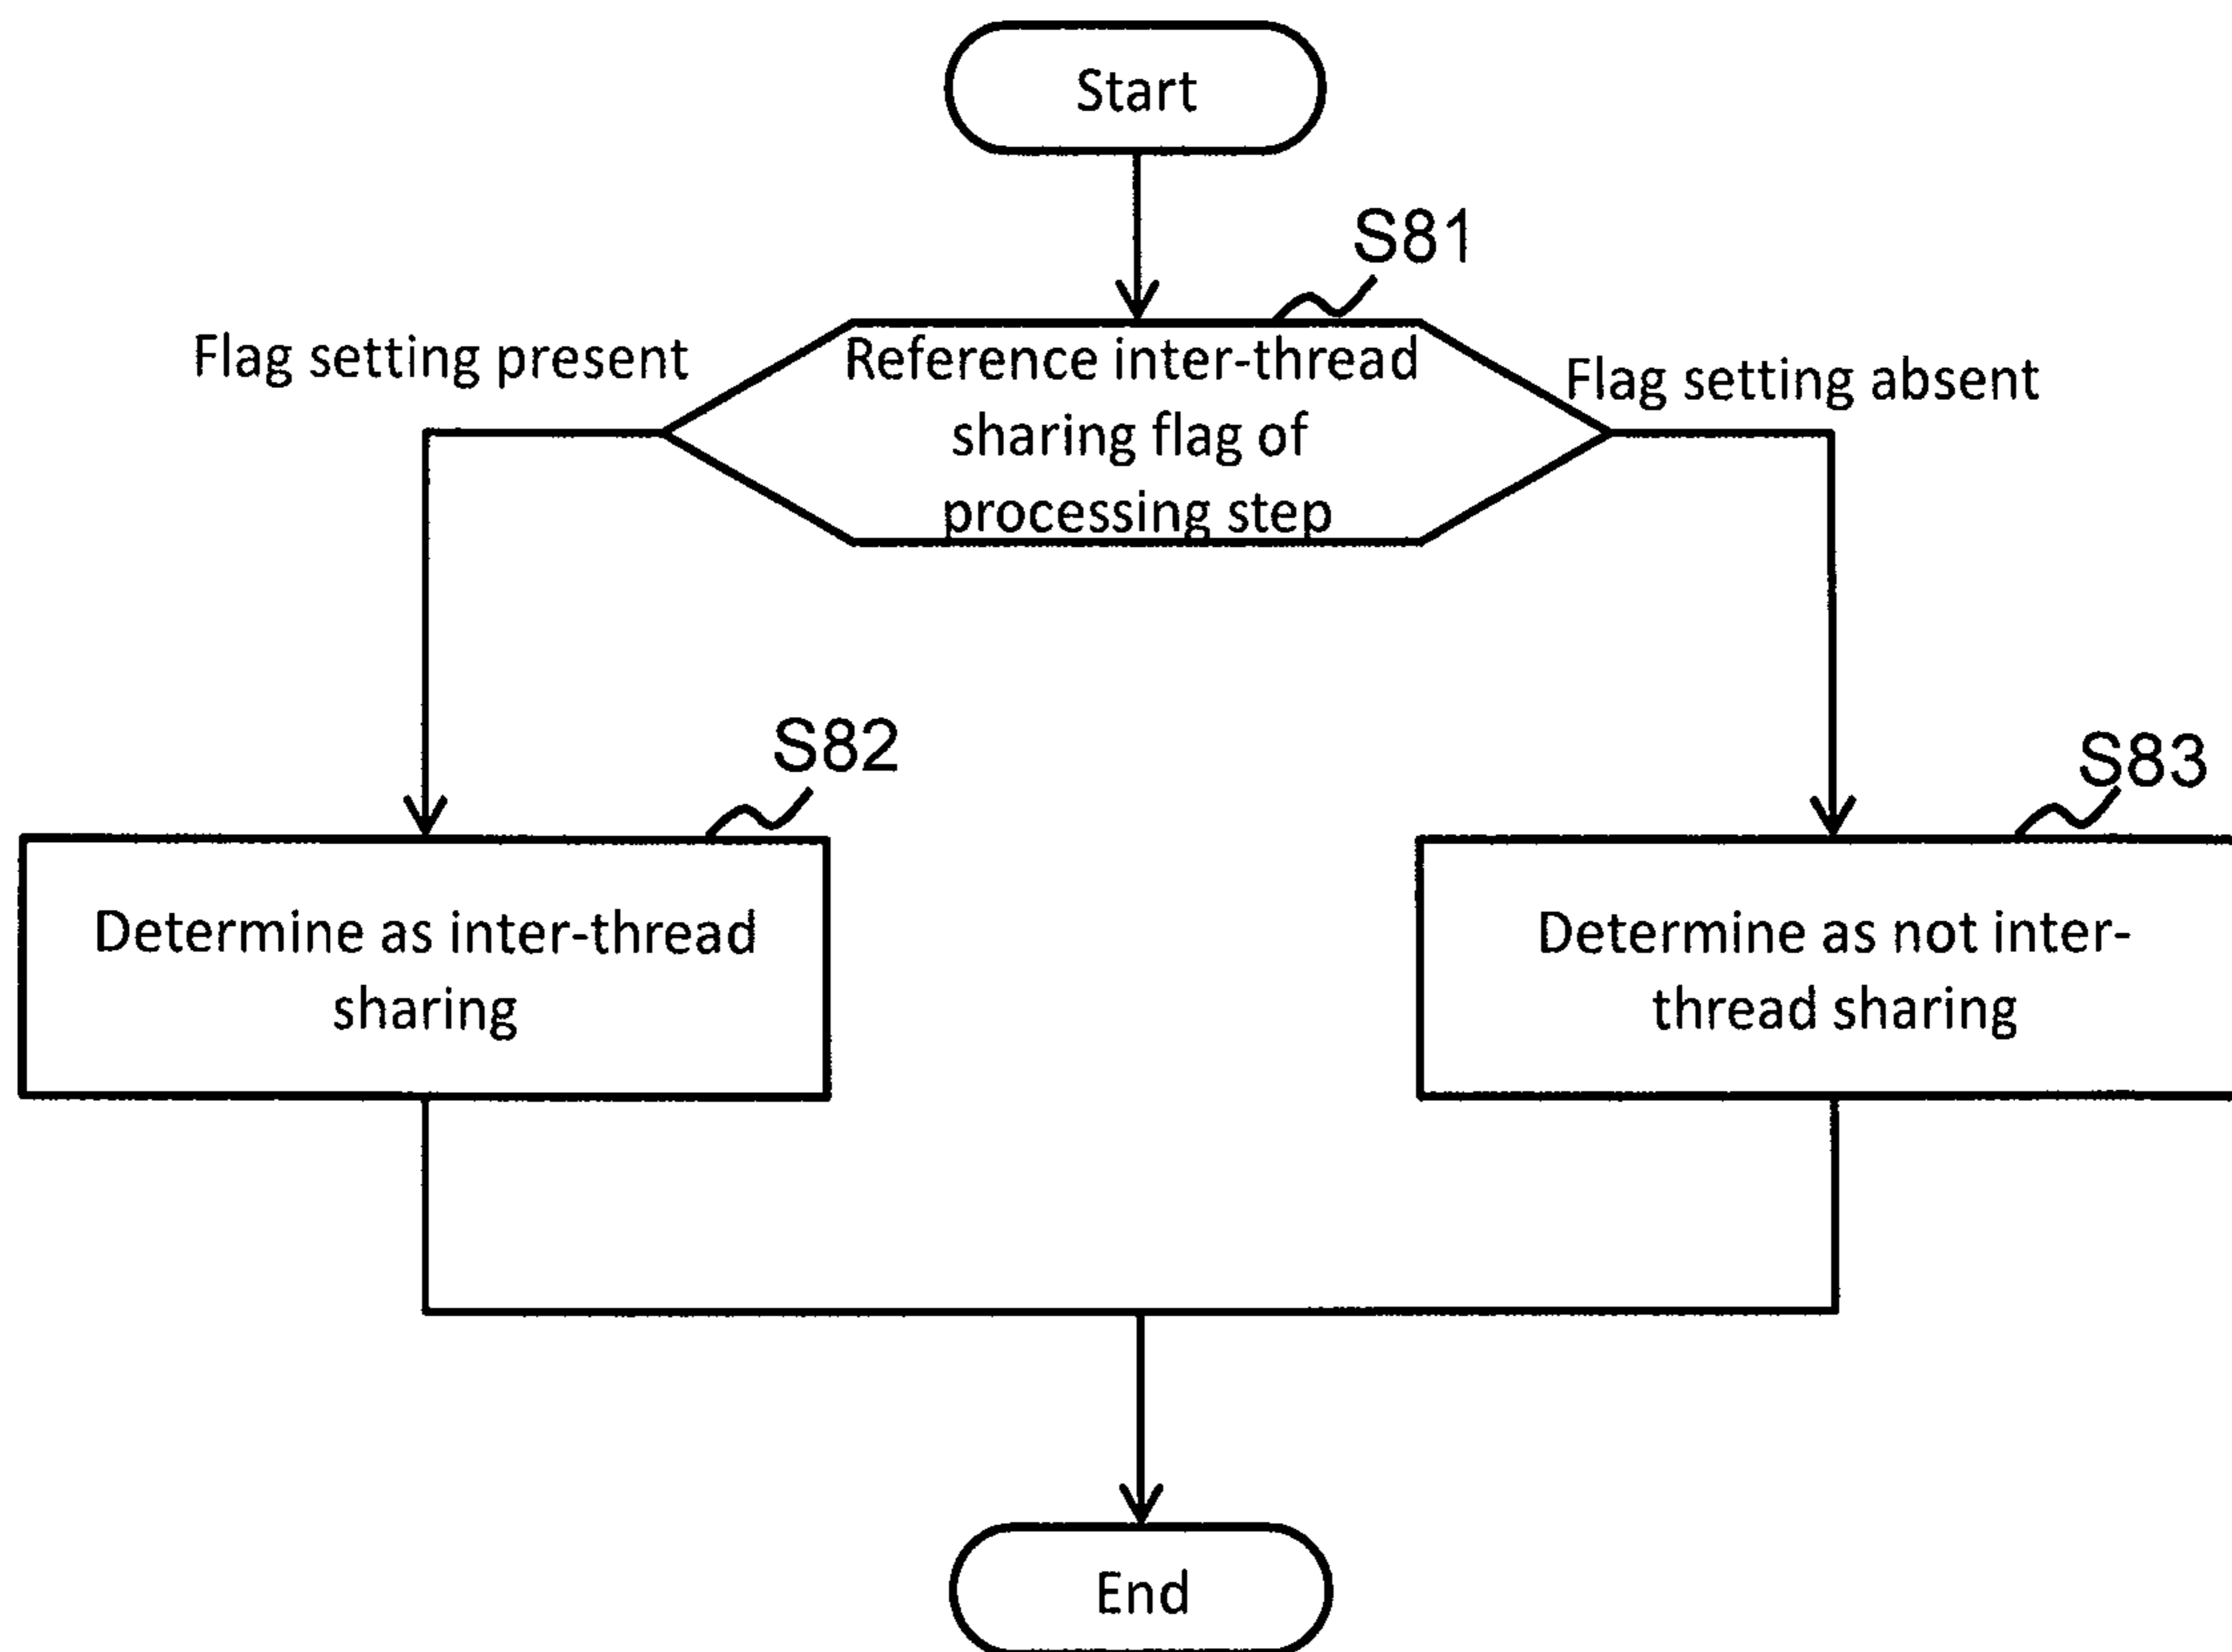 Start
S81
Flag setting present
Reference inter-thread
sharing flag of
processing step
Flag setting absent
S82
S83
Determine as inter-thread
sharing
Determine as not inter-
thread sharing
End